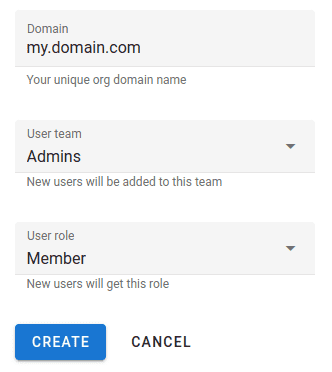 Domain
my.domain.com
Your unique org domain name
User team
Admins
New users will be added to this team
User role
Member
New users will get this role
CREATE CANCEL